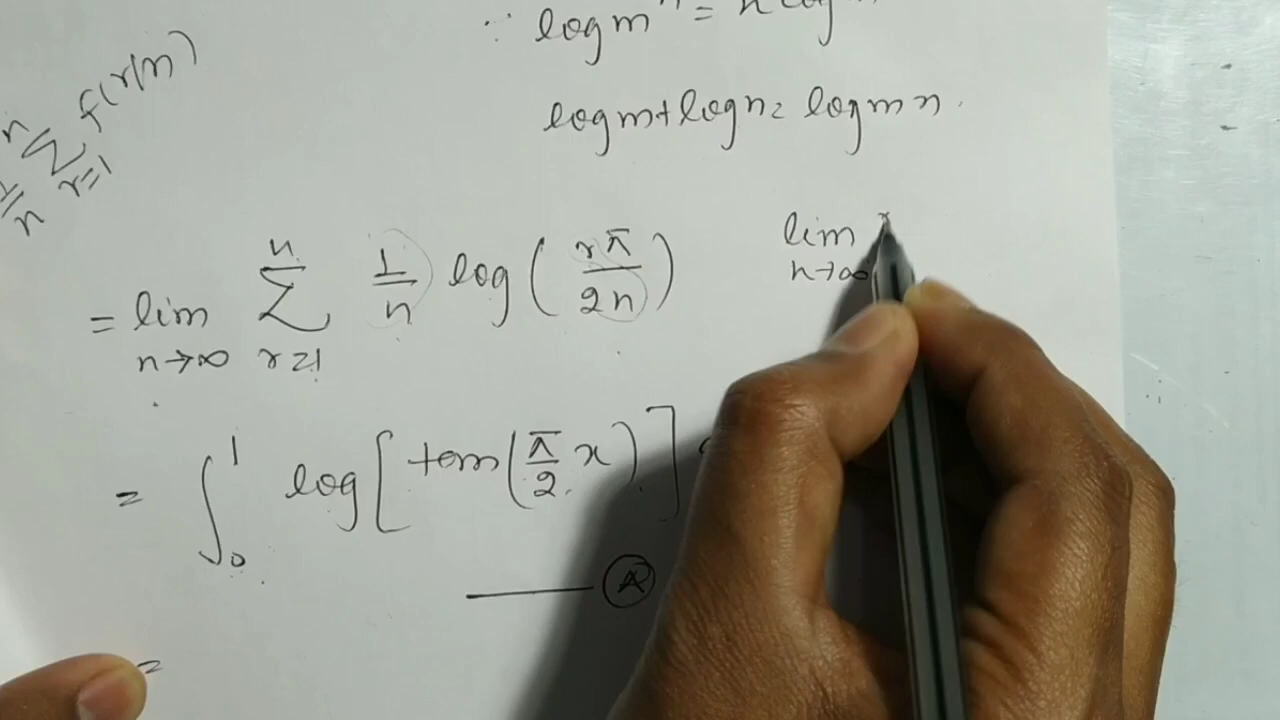 ∵ log mⁿ = n log m
log m + log n = log m n.
1/n Σ_{r=1}^{n} f(r/n)
= lim_{n→∞} Σ_{r=1}^{n} 1/n log(rπ/2n)
lim_{n→∞}
= ∫_0^1 log[tan(π/2 x)]
Ⓐ
=